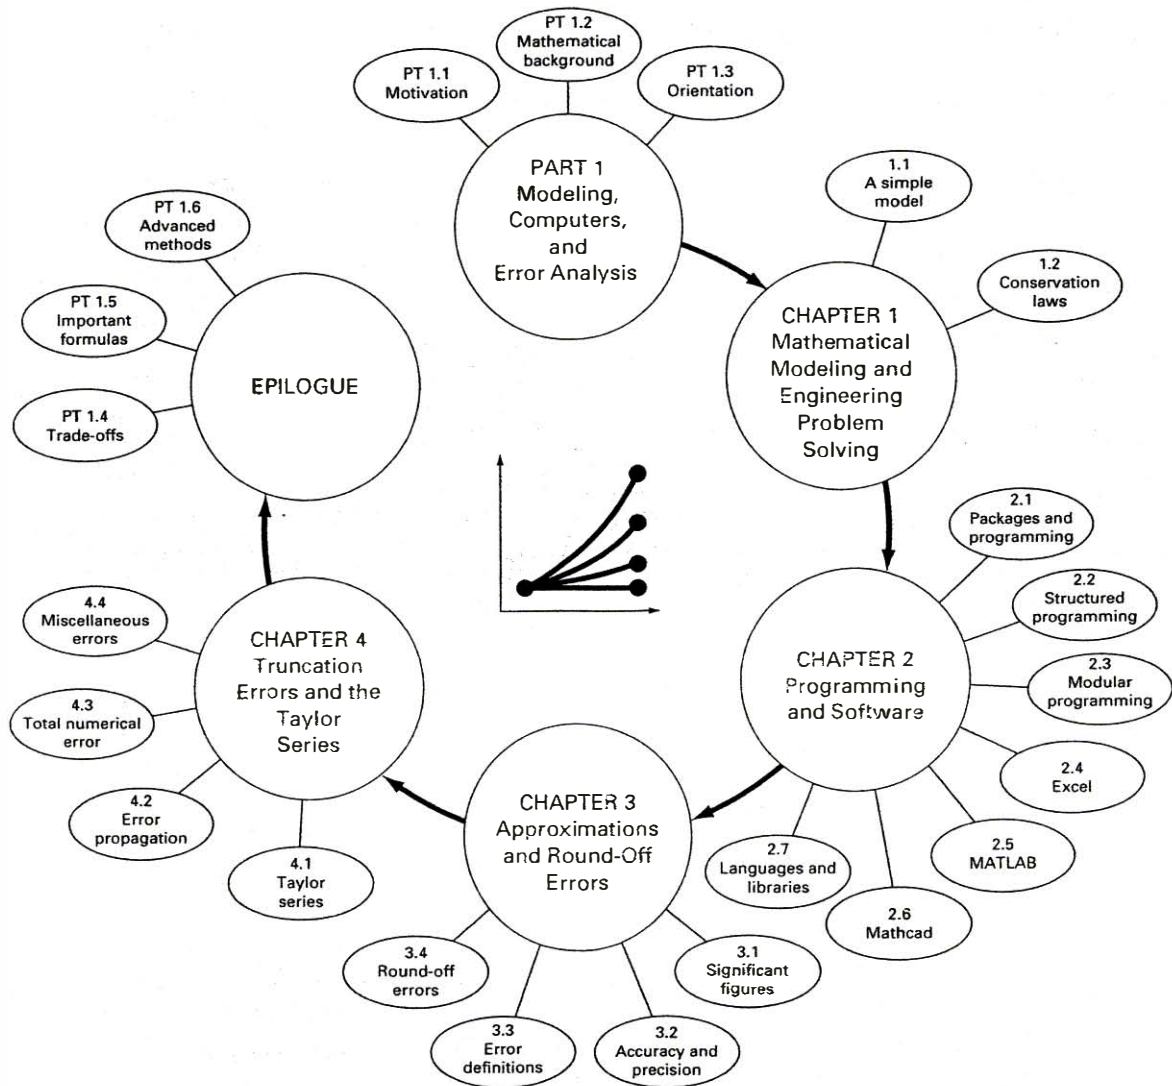 PT 1.1
Motivation
PT 1.2
Mathematical
background
PT 1.3
Orientation
PART 1
Modeling,
Computers,
and
Error Analysis
1.1
A simple
model
1.2
Conservation
laws
CHAPTER 1
Mathematical
Modeling and
Engineering
Problem
Solving
2.1
Packages and
programming
2.2
Structured
programming
2.3
Modular
programming
2.4
Excel
2.5
MATLAB
2.6
Mathcad
2.7
Languages and
libraries
CHAPTER 2
Programming
and Software
CHAPTER 3
Approximations
and Round-Off
Errors
3.1
Significant
figures
3.2
Accuracy and
precision
3.3
Error
definitions
3.4
Round-off
errors
CHAPTER 4
Truncation
Errors and the
Taylor
Series
4.1
Taylor
series
4.2
Error
propagation
4.3
Total numerical
error
4.4
Miscellaneous
errors
EPILOGUE
PT 1.4
Trade-offs
PT 1.5
Important
formulas
PT 1.6
Advanced
methods